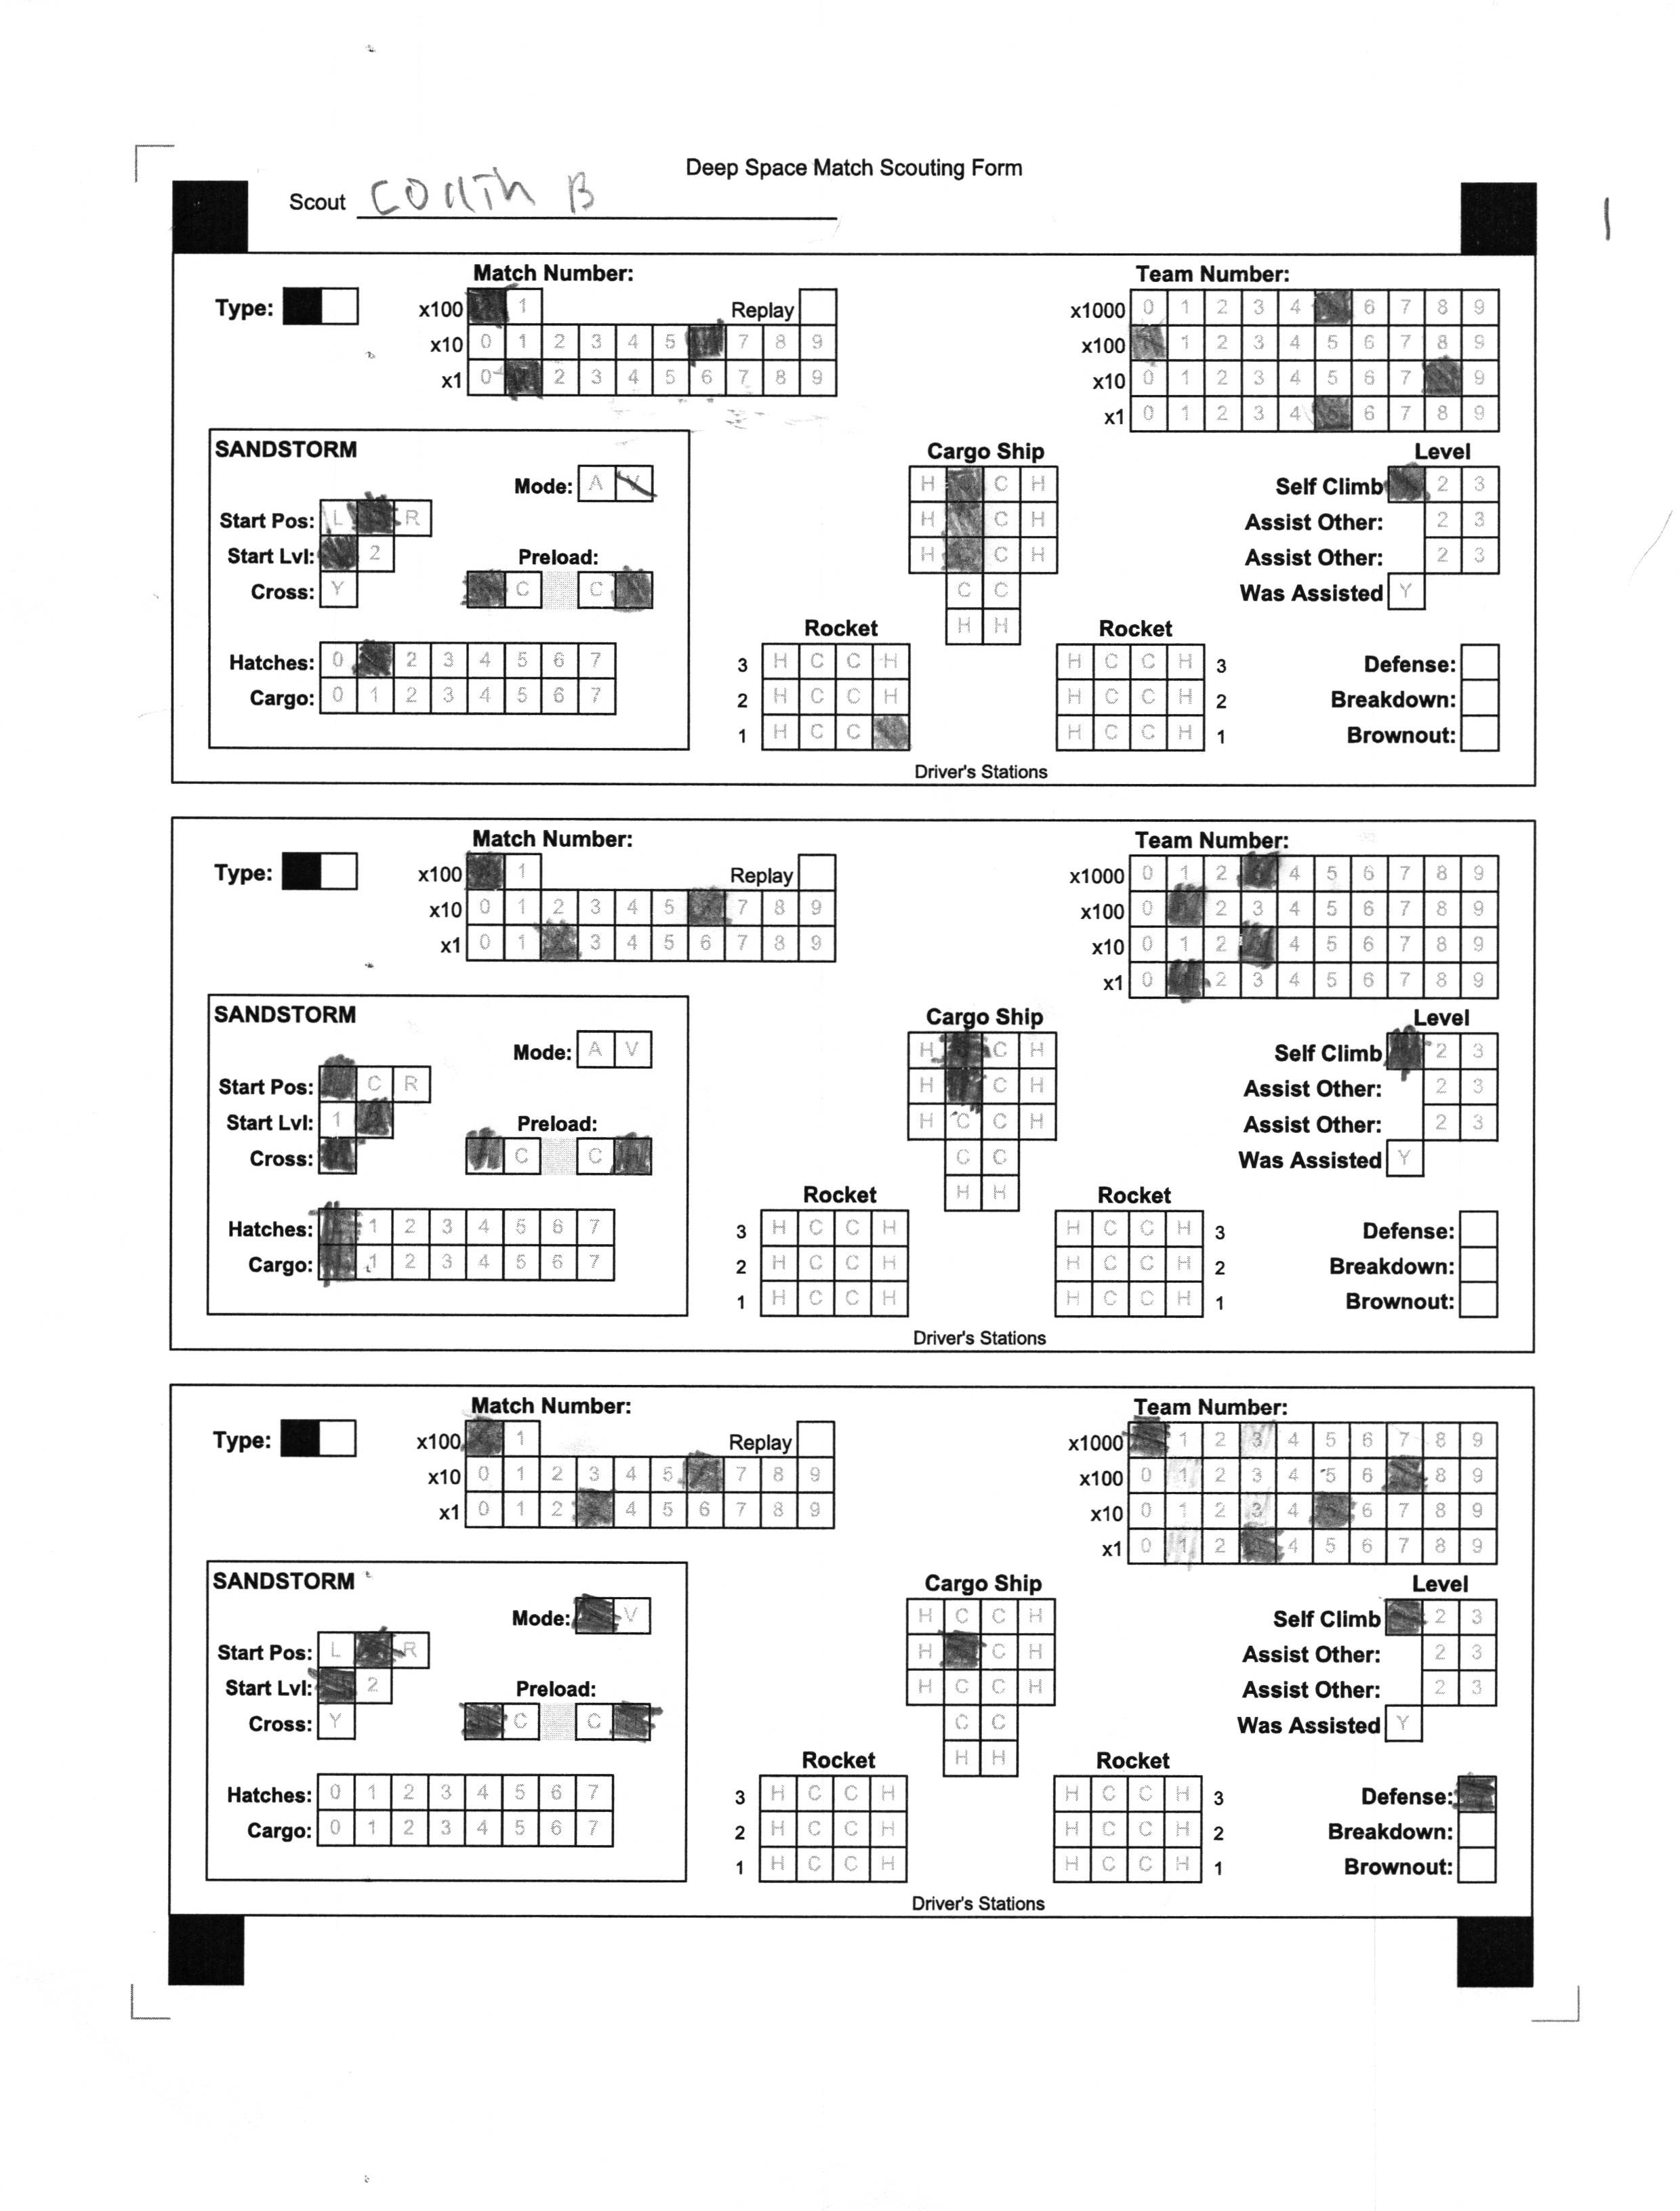 Deep Space Match Scouting Form
Scout B
Match Number: Team Number:
Type: x100 1 Replay x1000 0 1 2 3 4 6 7 8 9
x10 0 1 2 3 4 5 7 8 9 x100 1 2 3 4 5 6 7 8 9
x1 0 2 3 4 5 6 7 8 9 x10 0 1 2 3 4 5 6 7 9
x1 0 1 2 3 4 6 7 8 9
SANDSTORM Cargo Ship Level
Mode: A V H C C H Self Climb 2 3
Start Pos: L R H C H Assist Other: 2 3
Start Lvl: 2 Preload: H C C H Assist Other: 2 3
Cross: Y C C C C Was Assisted Y
Rocket H H Rocket
Hatches: 0 2 3 4 5 6 7 3 H C C H H C C H 3 Defense:
Cargo: 0 1 2 3 4 5 6 7 2 H C C H H C C H 2 Breakdown:
1 H C C H C C H 1 Brownout:
Driver's Stations
Match Number: Team Number:
Type: x100 1 Replay x1000 0 1 2 4 5 6 7 8 9
x10 0 1 2 3 4 5 7 8 9 x100 0 2 3 4 5 6 7 8 9
x1 0 1 3 4 5 6 7 8 9 x10 0 1 2 4 5 6 7 8 9
x1 0 2 3 4 5 6 7 8 9
SANDSTORM Cargo Ship Level
Mode: A V H C H Self Climb 2 3
Start Pos: C R H C H Assist Other: 2 3
Start Lvl: 1 Preload: H C C H Assist Other: 2 3
Cross: C C C C Was Assisted Y
Rocket H H Rocket
Hatches: 1 2 3 4 5 6 7 3 H C C H H C C H 3 Defense:
Cargo: 1 2 3 4 5 6 7 2 H C C H H C C H 2 Breakdown:
1 H C C H H C C H 1 Brownout:
Driver's Stations
Match Number: Team Number:
Type: x100 1 Replay x1000 1 2 3 4 5 6 7 8 9
x10 0 1 2 3 4 5 7 8 9 x100 0 1 2 3 4 5 6 8 9
x1 0 1 2 4 5 6 7 8 9 x10 0 1 2 3 4 6 7 8 9
x1 0 1 2 4 5 6 7 8 9
SANDSTORM Cargo Ship Level
Mode: V H C C H Self Climb 2 3
Start Pos: L R H C H Assist Other: 2 3
Start Lvl: 2 Preload: H C C H Assist Other: 2 3
Cross: Y C C C C Was Assisted Y
Rocket H H Rocket
Hatches: 0 1 2 3 4 5 6 7 3 H C C H H C C H 3 Defense:
Cargo: 0 1 2 3 4 5 6 7 2 H C C H H C C H 2 Breakdown:
1 H C C H H C C H 1 Brownout:
Driver's Stations